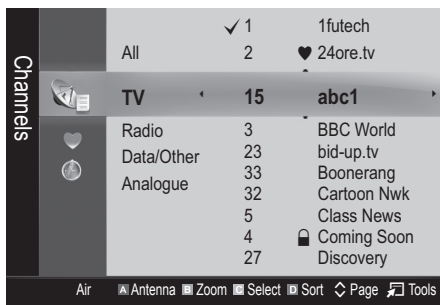 Channels
1 1futech
All 2 24ore.tv
TV 15 abc1
Radio 3 BBC World
Data/Other 23 bid-up.tv
Analogue 33 Boonerang
32 Cartoon Nwk
5 Class News
4 Coming Soon
27 Discovery
Air A Antenna B Zoom C Select D Sort Page Tools